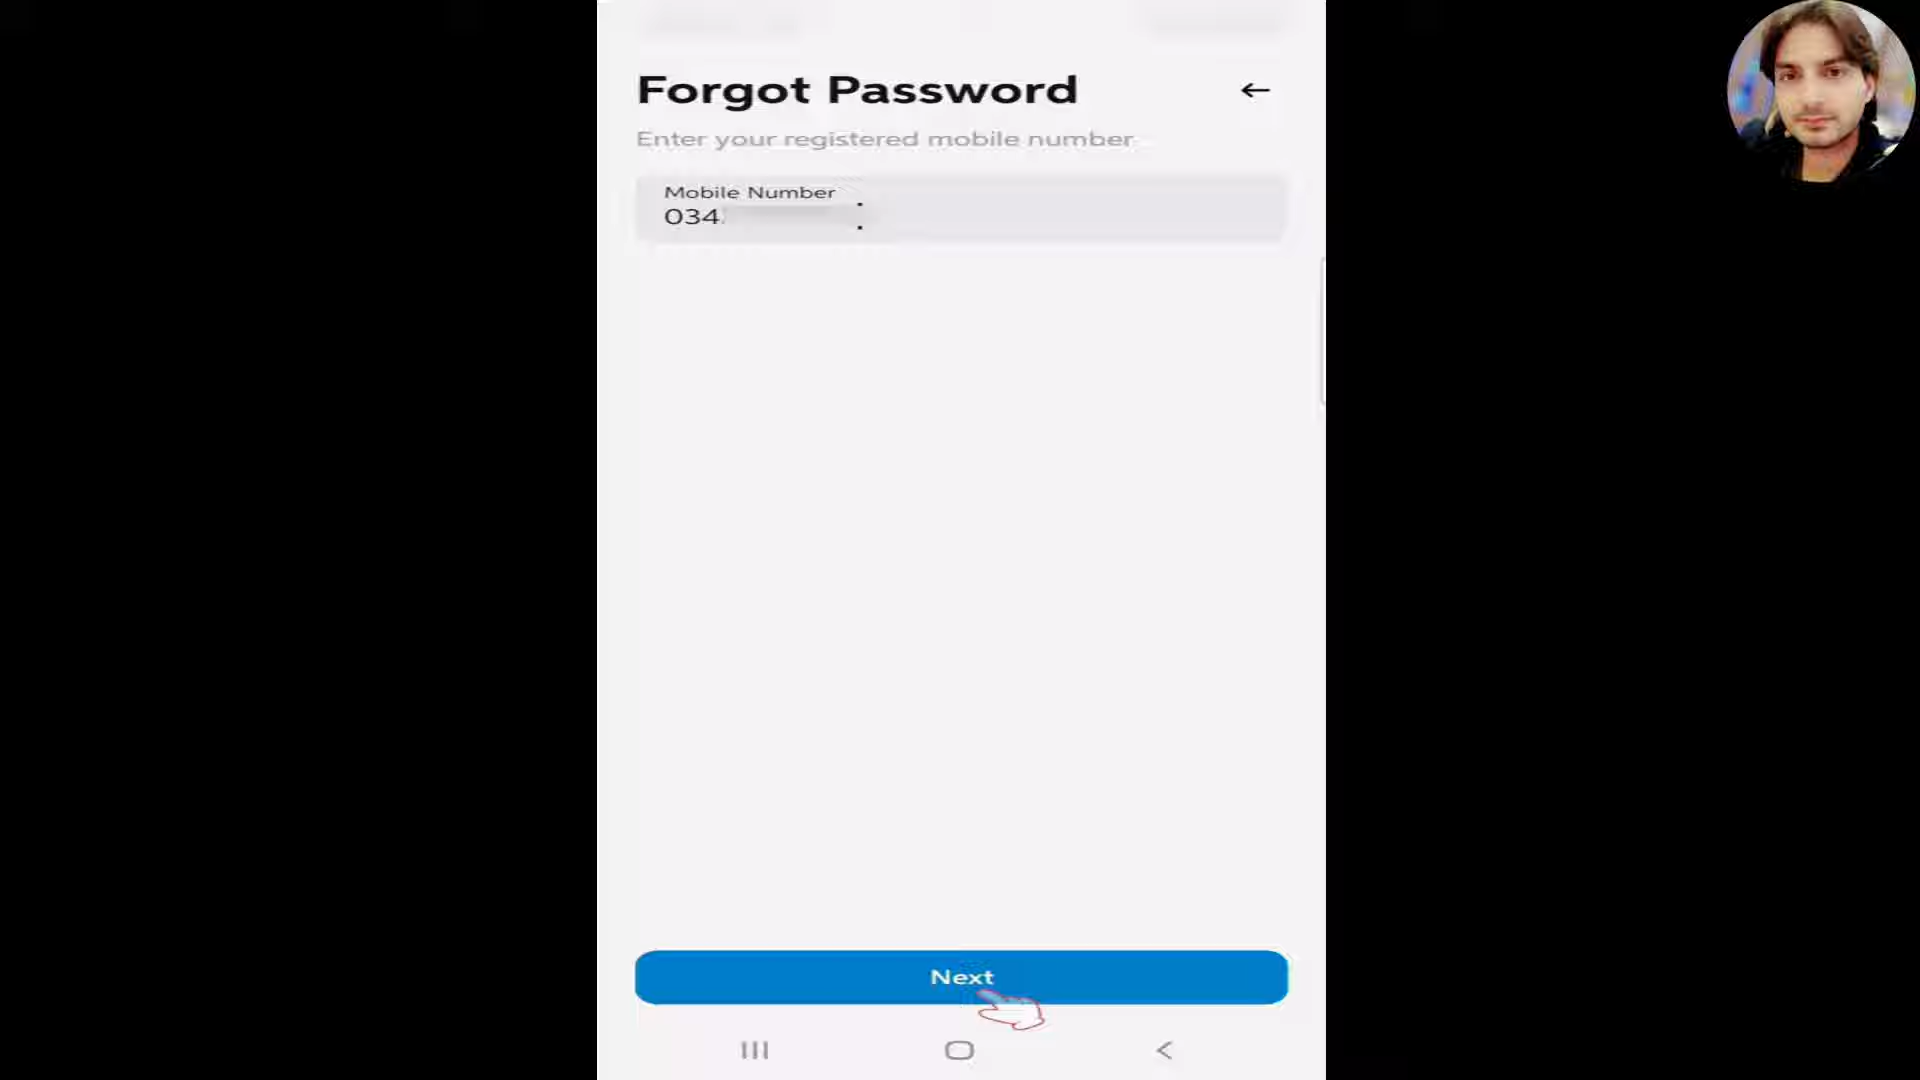 Forgot Password
Enter your registered mobile number
Mobile Number
034
Next